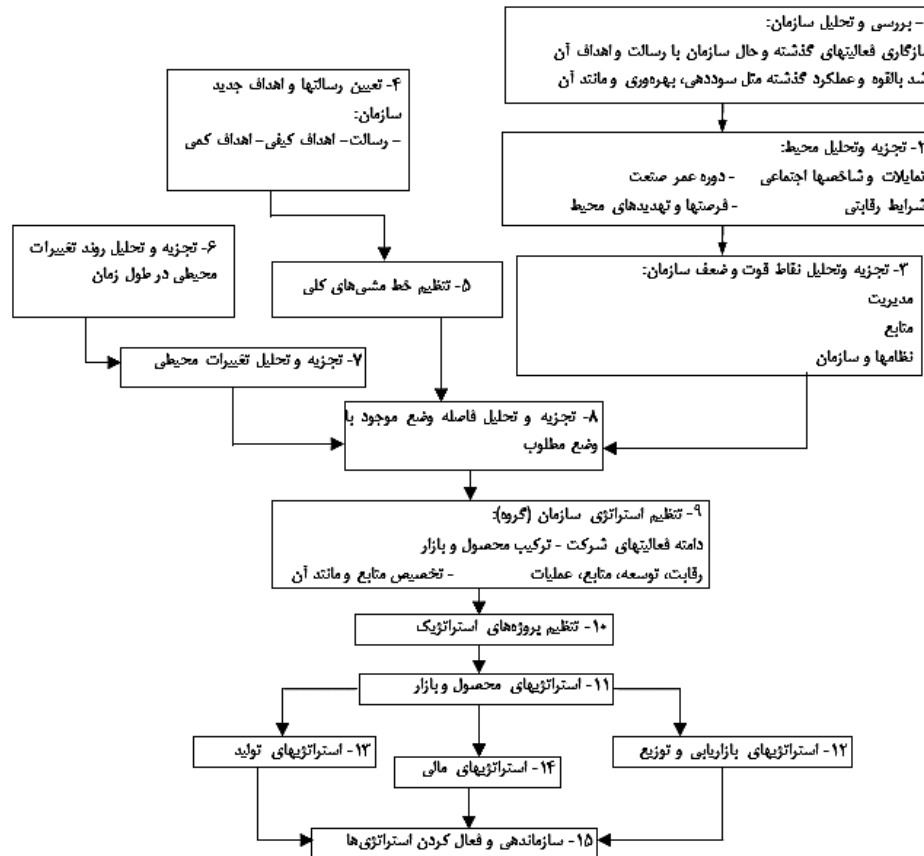 - بررسی و تحلیل سازمان:
ازگاری فعالیتهای گذشته و حال سازمان با رسالت و اهداف آن
شد بالقوه و عملکرد گذشته مثل سوددهی، بهره‌وری و مانند آن
۲- تجزیه وتحلیل محیط:
تمایلات و شاخصها اجتماعی - دوره عمر صنعت
شرایط رقابتی - فرصتها و تهدیدهای محیط
۳- تجزیه وتحلیل نقاط قوت و ضعف سازمان:
مدیریت
منابع
نظامها و سازمان
۴- تعیین رسالتها و اهداف جدید
سازمان:
- رسالت- اهداف کیفی- اهداف کمی
۵- تنظیم خط مشی‌های کلی
۶- تجزیه و تحلیل روند تغییرات
محیطی در طول زمان
۷- تجزیه و تحلیل تغییرات محیطی
۸- تجزیه و تحلیل فاصله وضع موجود با
وضع مطلوب
۹- تنظیم استراتژی سازمان (گروه):
دامنه فعالیتهای شرکت - ترکیب محصول و بازار
رقابت، توسعه، منابع، عملیات - تخصیص منابع و مانند آن
۱۰- تنظیم پروژه‌های استراتژیک
۱۱- استراتژیهای محصول و بازار
۱۲- استراتژیهای بازاریابی و توزیع
۱۳- استراتژیهای تولید
۱۴- استراتژیهای مالی
۱۵- سازماندهی و فعال کردن استراتژی‌ها